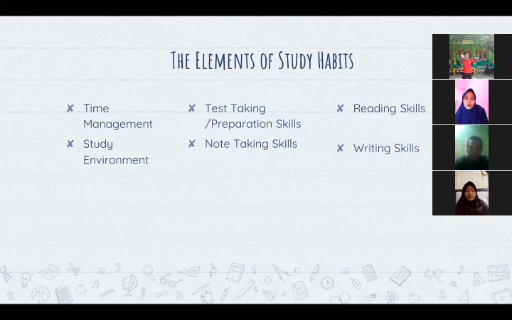 The Elements of Study Habits
✘ Time
Management
✘ Study
Environment
✘ Test Taking
/Preparation Skills
✘ Note Taking Skills
✘ Reading Skills
✘ Writing Skills